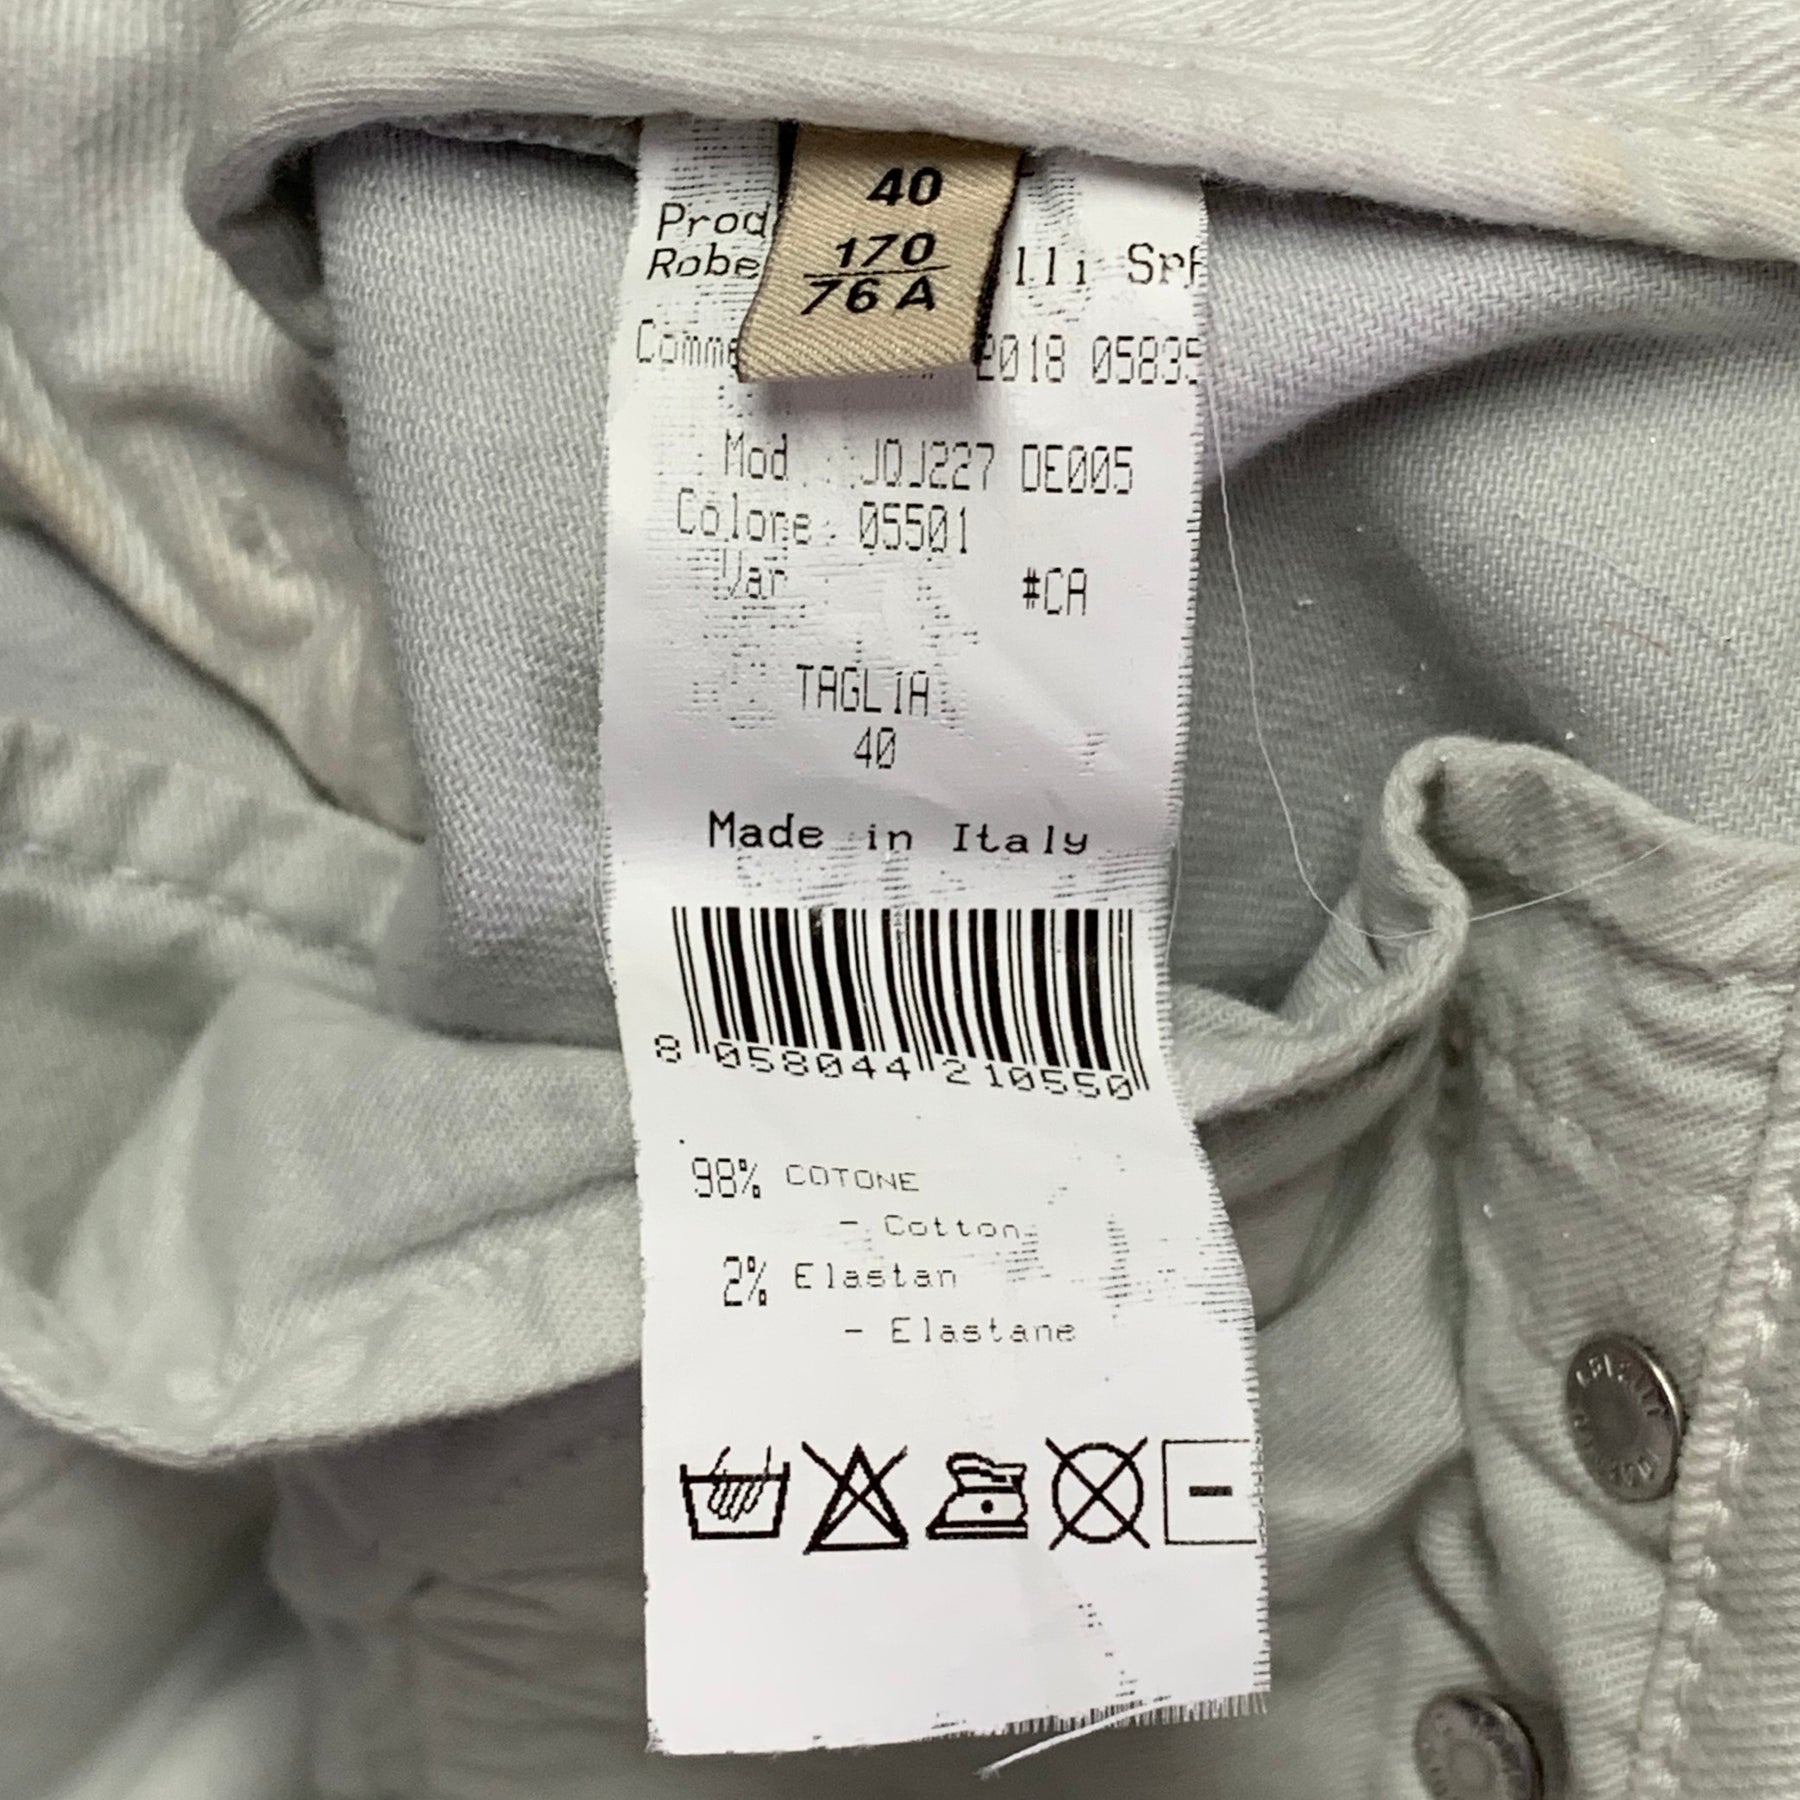 40
170
76 A
Prod
Robe lli Sr
Comme 2018 05835
Mod JQJ227 DE005
Colore: 05501
Var #CA
TAGLIA
40
Made in Italy
8 058044 210550
98% COTONE
- Cotton
2% Elastan
- Elastane